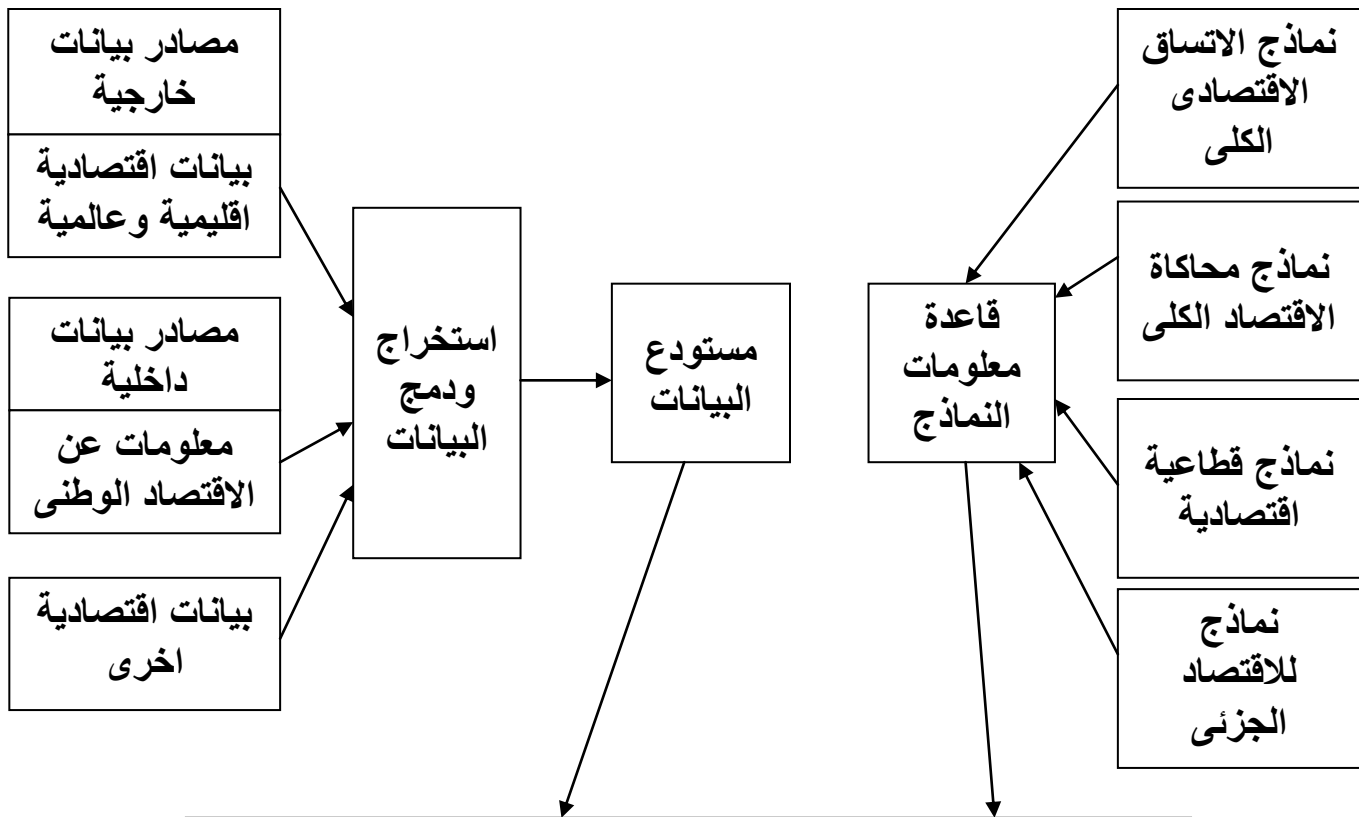 نماذج الاتساق
الاقتصادى
الكلى
نماذج محاكاة
الاقتصاد الكلى
نماذج قطاعية
اقتصادية
نماذج
للاقتصاد
الجزئى
قاعدة
معلومات
النماذج
مستودع
البيانات
استخراج
ودمج
البيانات
مصادر بيانات
خارجية
بيانات اقتصادية
اقليمية وعالمية
مصادر بيانات
داخلية
معلومات عن
الاقتصاد الوطنى
بيانات اقتصادية
اخرى